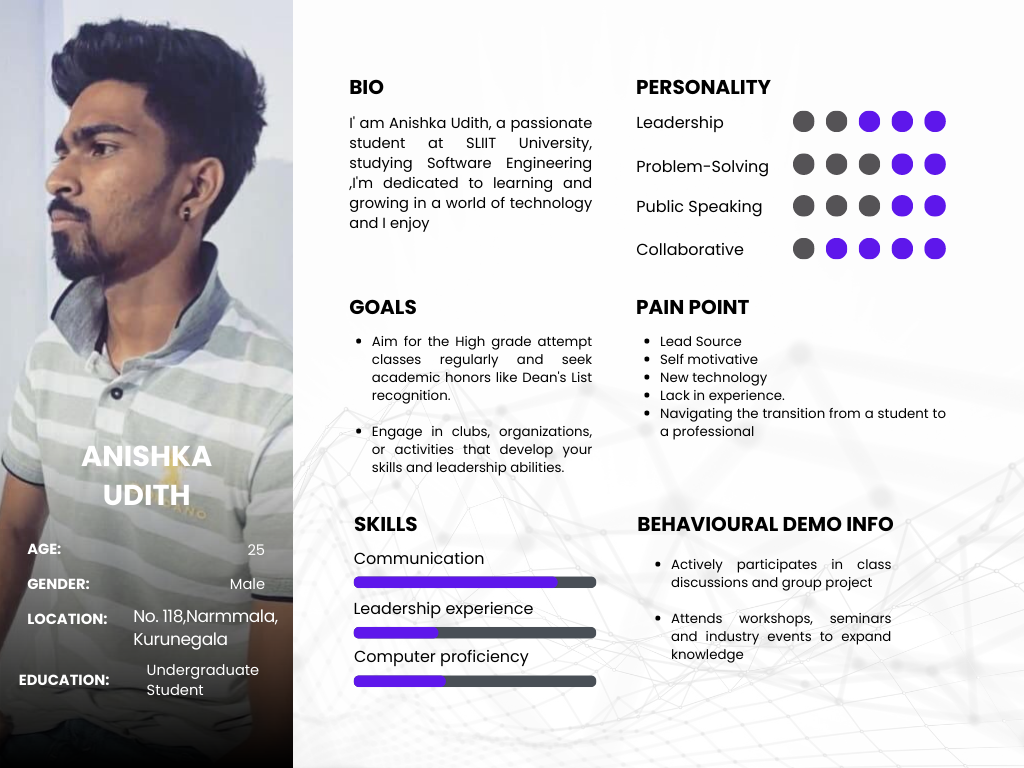 ANISHKA
UDITH
AGE: 25
GENDER: Male
LOCATION: No. 118,Narmmala,
Kurunegala
EDUCATION: Undergraduate
Student
BIO
I' am Anishka Udith, a passionate
student at SLIIT University,
studying Software Engineering
,I'm dedicated to learning and
growing in a world of technology
and I enjoy
PERSONALITY
Leadership
Problem-Solving
Public Speaking
Collaborative
GOALS
• Aim for the High grade attempt
classes regularly and seek
academic honors like Dean's List
recognition.
• Engage in clubs, organizations,
or activities that develop your
skills and leadership abilities.
PAIN POINT
• Lead Source
• Self motivative
• New technology
• Lack in experience.
• Navigating the transition from a student to
a professional
SKILLS
Communication
Leadership experience
Computer proficiency
BEHAVIOURAL DEMO INFO
• Actively participates in class
discussions and group project
• Attends workshops, seminars
and industry events to expand
knowledge